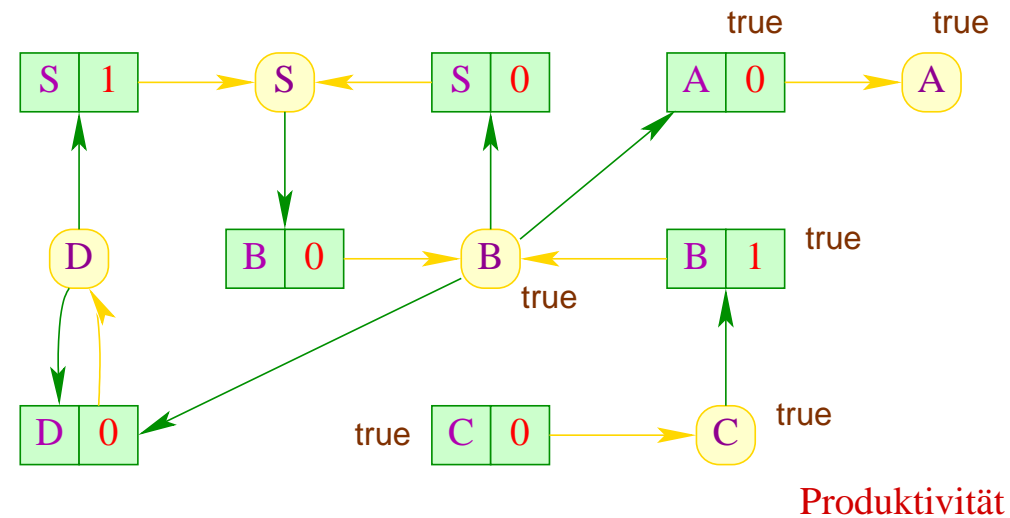 true true
S 1 S S 0 A 0 A
D B 0 B B 1 true
true
D 0 true C 0 C true
Produktivität